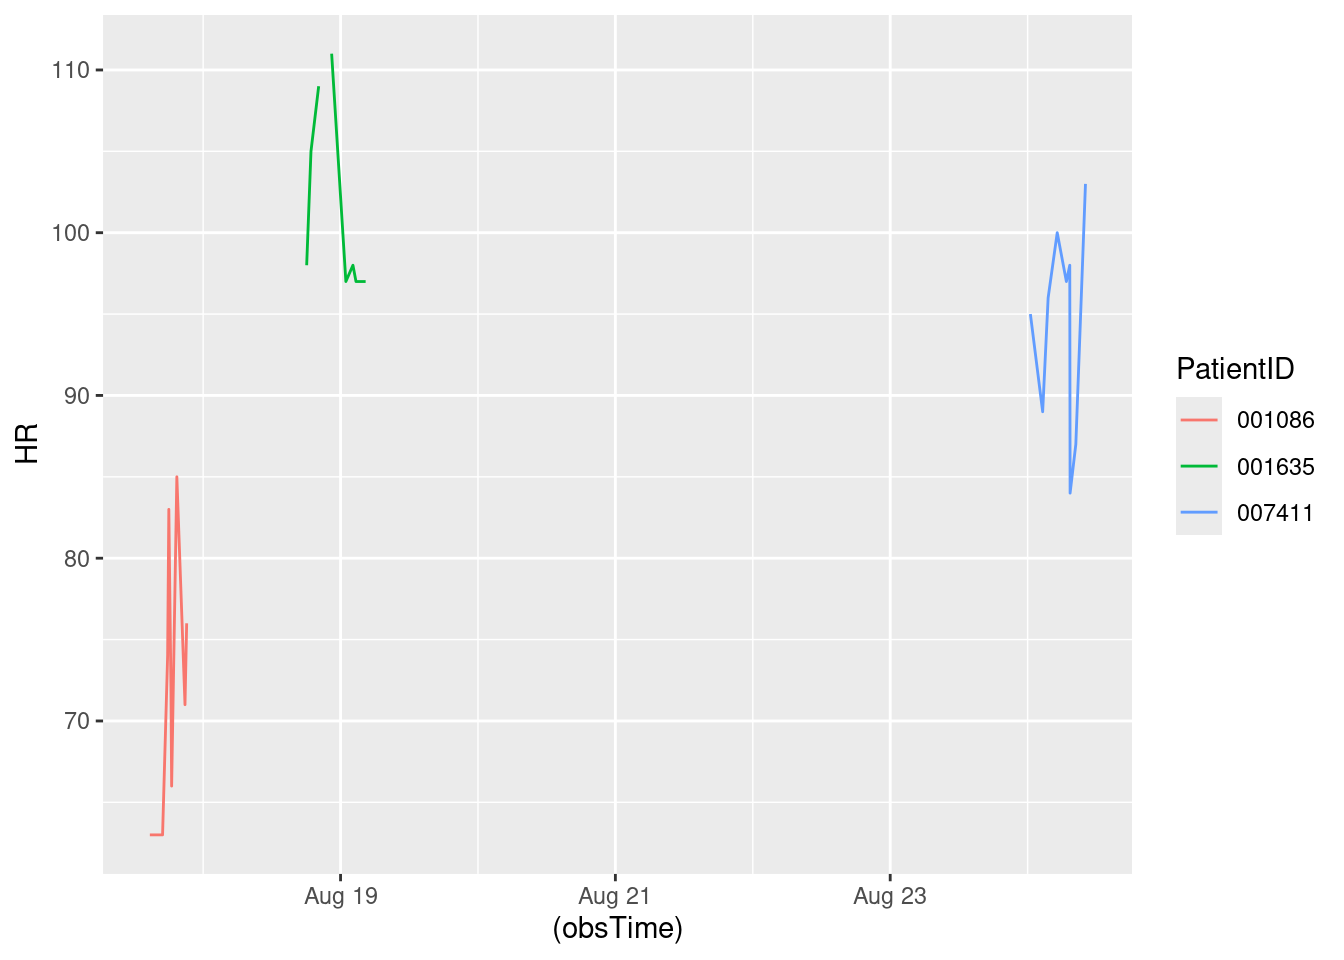 110
100
90
80
70
HR
Aug 19
Aug 21
Aug 23
(obsTime)
PatientID
001086
001635
007411